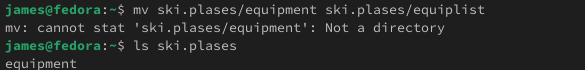 james@fedora:~$ mv ski.plases/equipment ski.plases/equiplist
mv: cannot stat 'ski.plases/equipment': Not a directory
james@fedora:~$ ls ski.plases
equipment